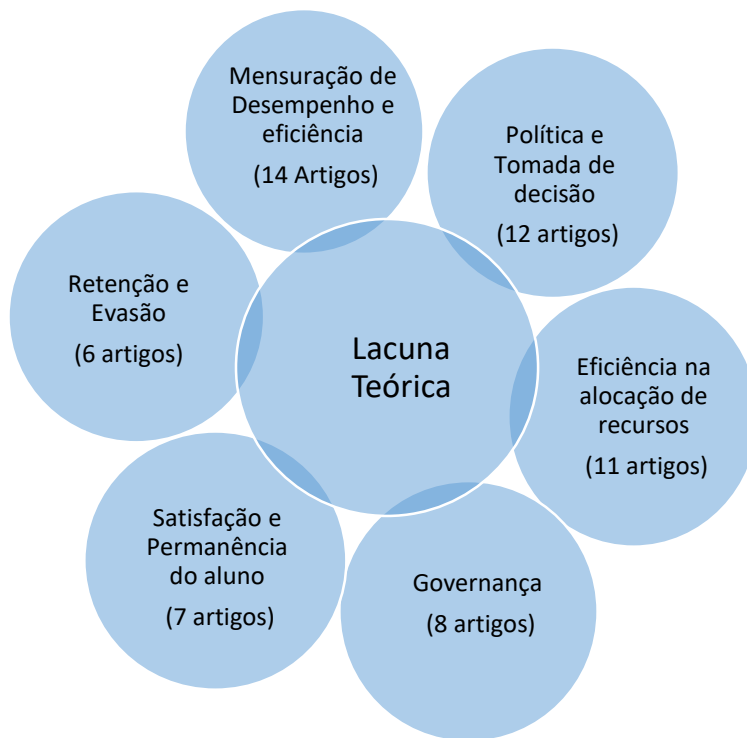 Mensuração de
Desempenho e
eficiência
(14 Artigos)
Política e
Tomada de
decisão
(12 artigos)
Retenção e
Evasão
(6 artigos)
Lacuna
Teórica
Eficiência na
alocação de
recursos
(11 artigos)
Satisfação e
Permanência
do aluno
(7 artigos)
Governança
(8 artigos)